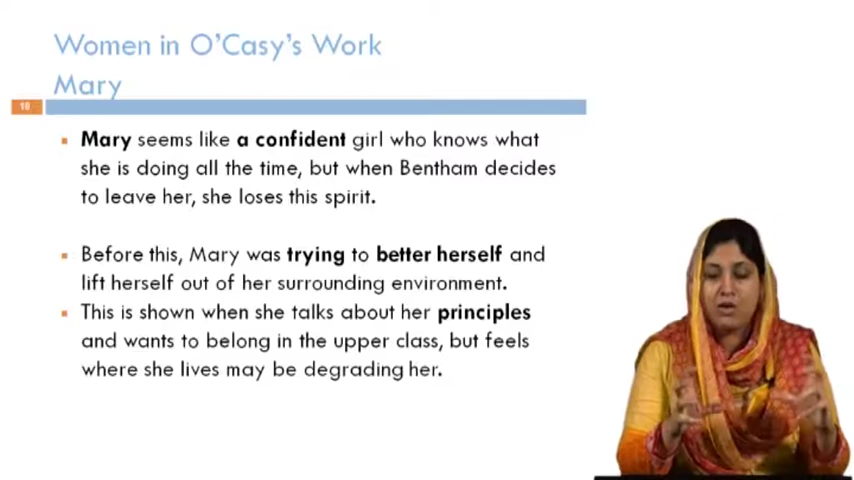 Women in O'Casy's Work
Mary
18
Mary seems like a confident girl who knows what
she is doing all the time, but when Bentham decides
to leave her, she loses this spirit.
Before this, Mary was trying to better herself and
lift herself out of her surrounding environment.
This is shown when she talks about her principles
and wants to belong in the upper class, but feels
where she lives may be degrading her.